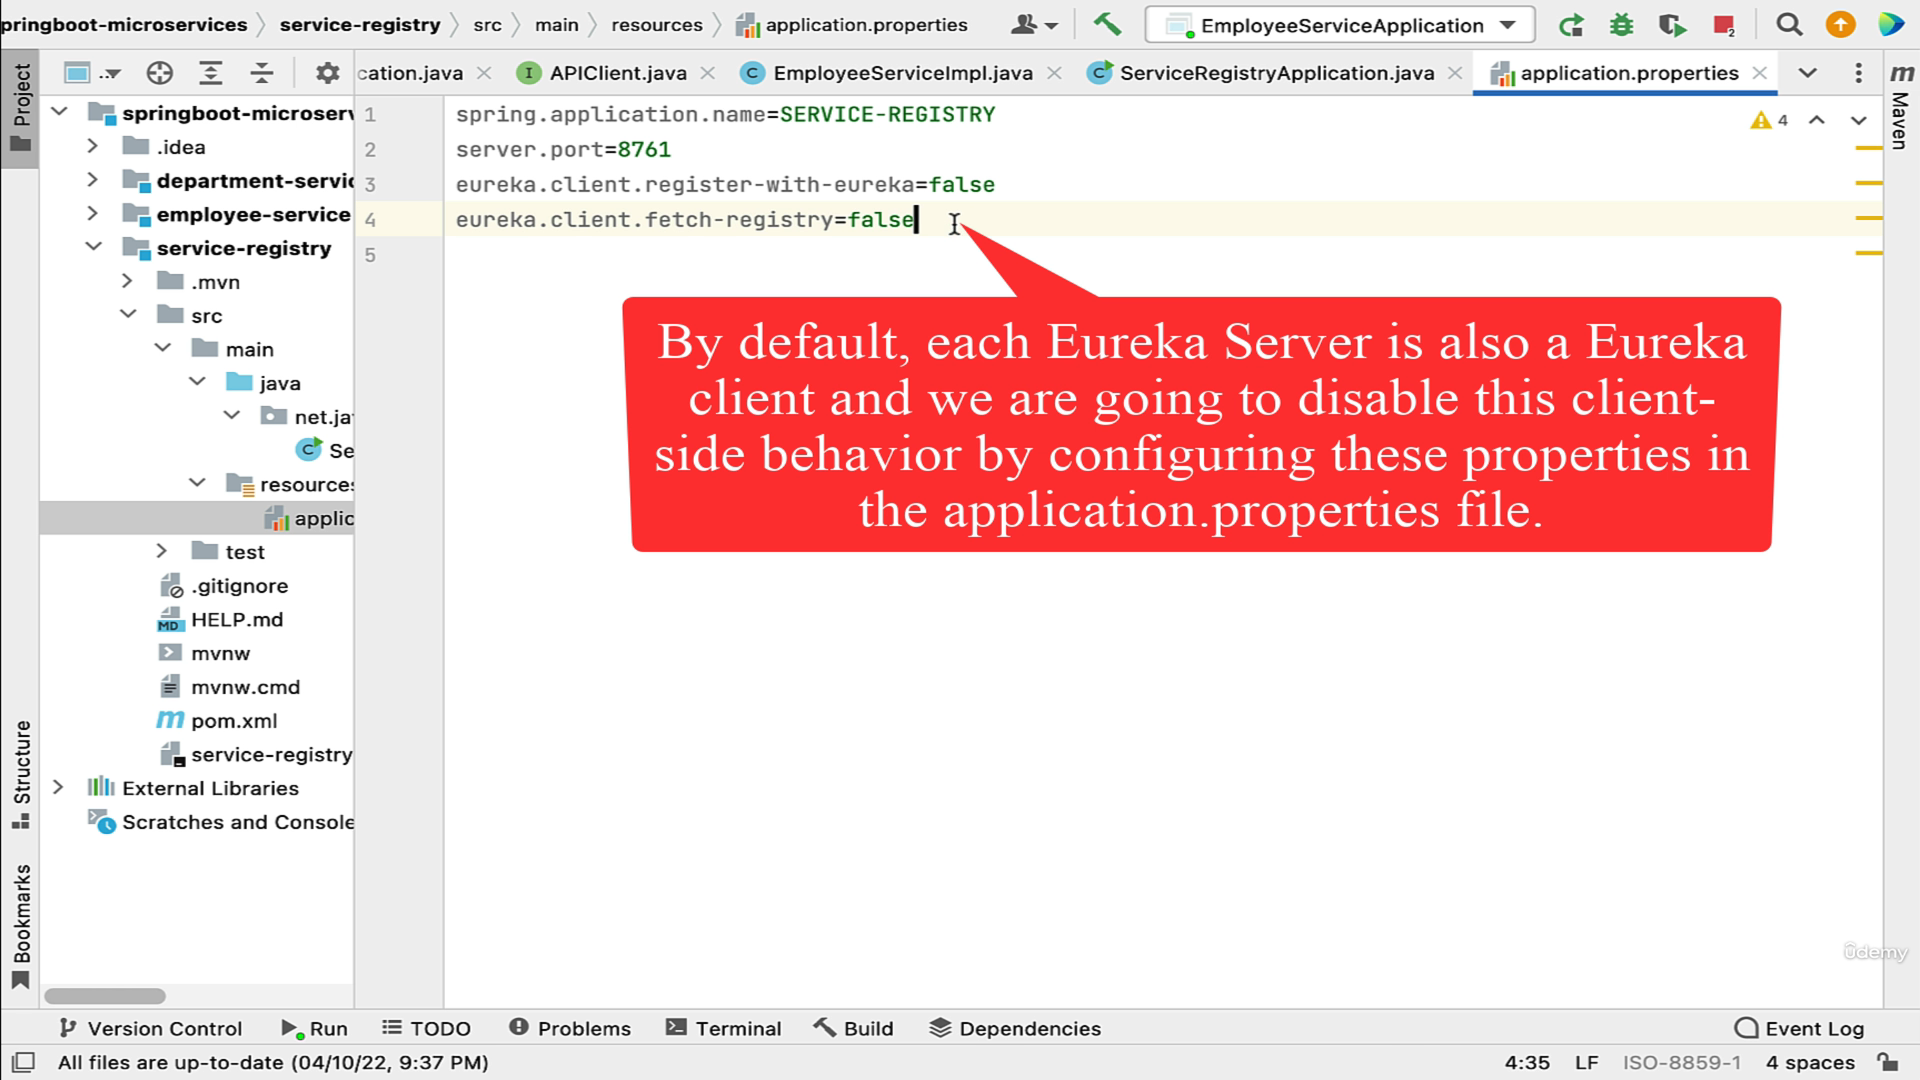 pringboot-microservices
service-registry
src
main
resources
application.properties
EmployeeServiceApplication
2
Project
cation.java
APIClient.java
EmployeeServiceImpl.java
ServiceRegistryApplication.java
application.properties
m
Maven
springboot-microserv
.idea
department-servic
employee-service
service-registry
.mvn
src
main
java
net.ja
Se
resources
applic
test
.gitignore
HELP.md
mvnw
mvnw.cmd
pom.xml
service-registry
External Libraries
Scratches and Console
1 spring.application.name=SERVICE-REGISTRY
2 server.port=8761
3 eureka.client.register-with-eureka=false
4 eureka.client.fetch-registry=false
5
4
By default, each Eureka Server is also a Eureka
client and we are going to disable this client-
side behavior by configuring these properties in
the application.properties file.
Structure
Bookmarks
ûdemy
Version Control
Run
TODO
Problems
Terminal
Build
Dependencies
Event Log
All files are up-to-date (04/10/22, 9:37 PM)
4:35
LF
ISO-8859-1
4 spaces